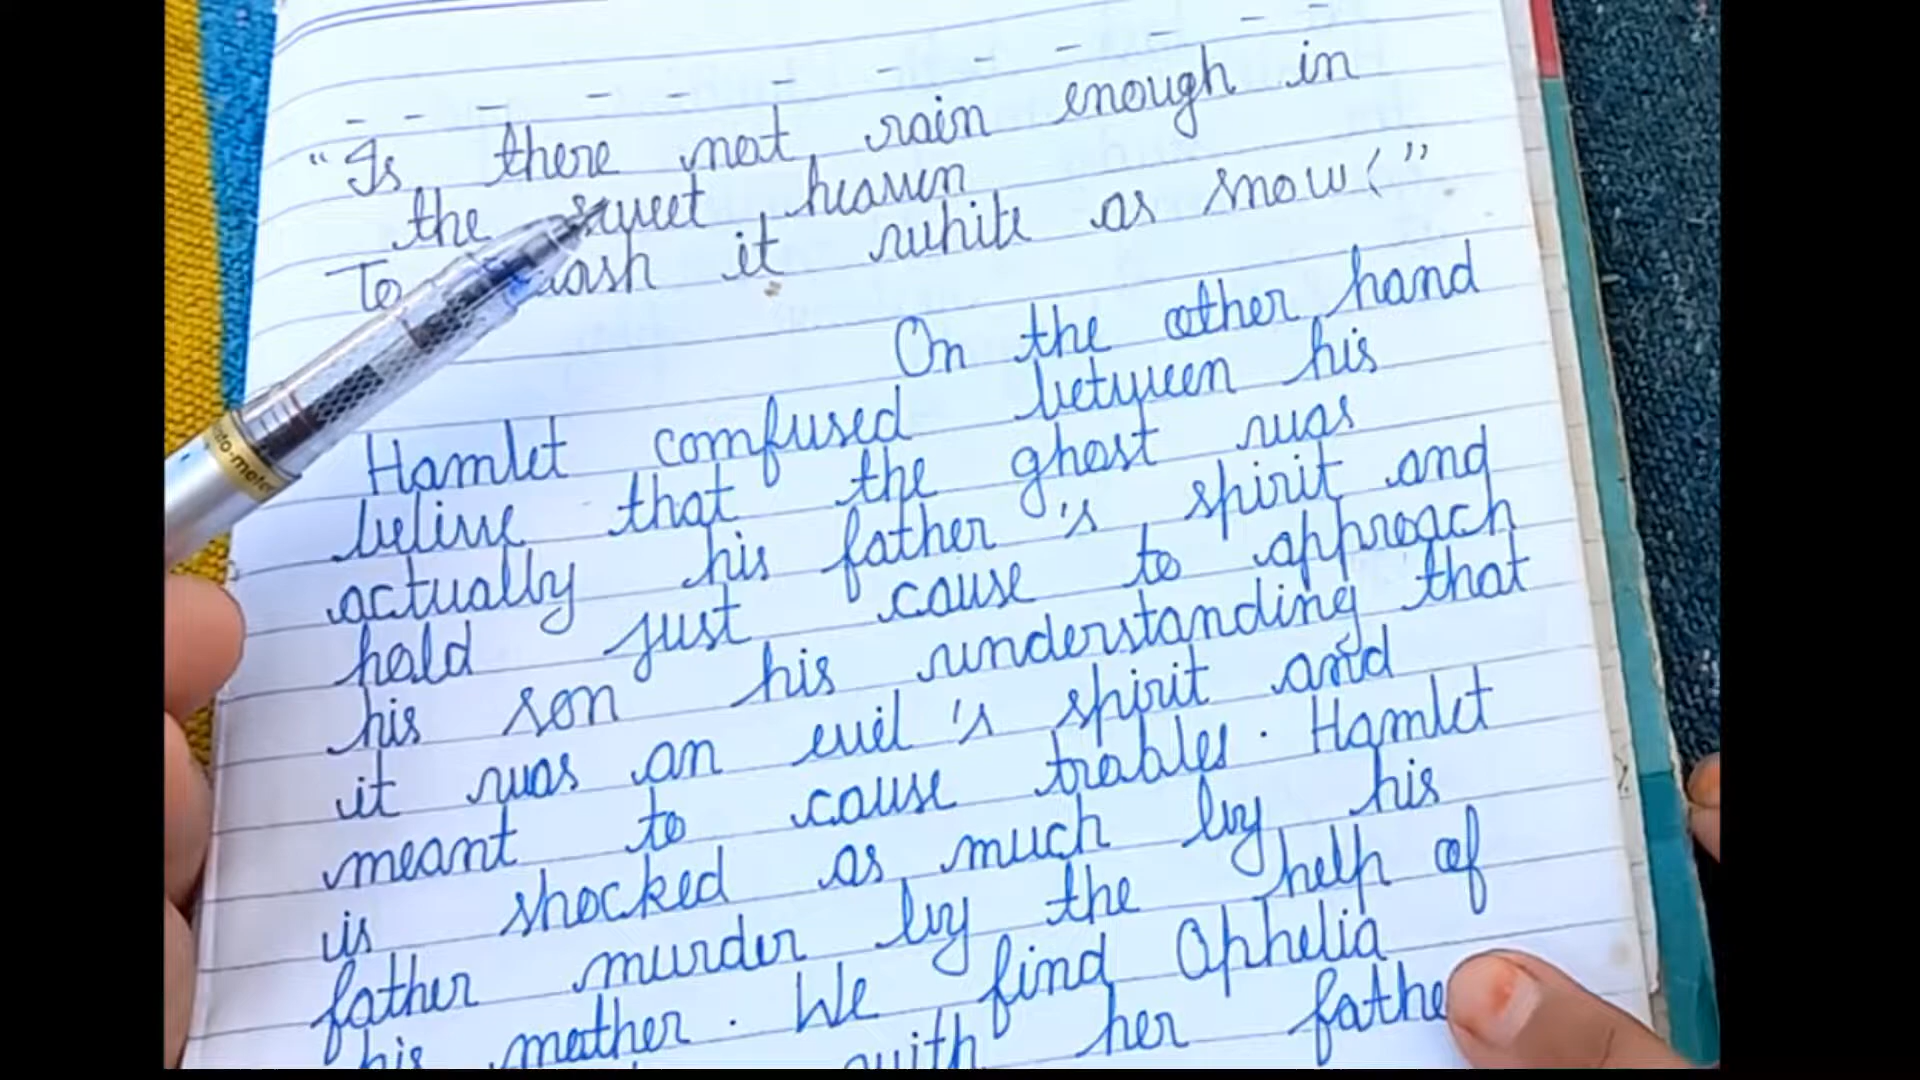 "Is there not rain enough in
the sweet heaven
To wash it white as snow?"
On the other hand
Hamlet comfused between his
belive that the ghost was
actually his father's spirit and
hold just cause to approach
his son his understanding that
it was an evil's spirit and
meant to cause trables. Hamlet
is shocked as much by his
father murder by the help of
his mother. We find Ophelia
with her fathe